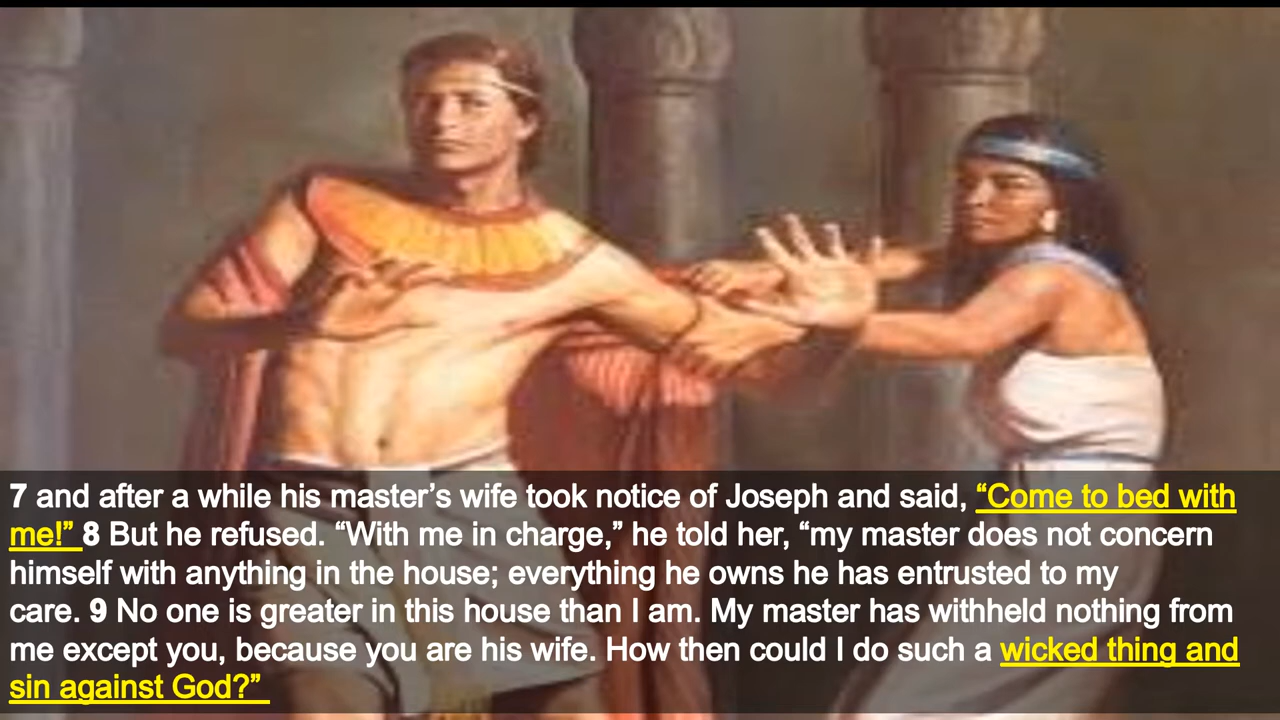 7 and after a while his master’s wife took notice of Joseph and said, “Come to bed with
me!” 8 But he refused. “With me in charge,” he told her, “my master does not concern
himself with anything in the house; everything he owns he has entrusted to my
care. 9 No one is greater in this house than I am. My master has withheld nothing from
me except you, because you are his wife. How then could I do such a wicked thing and
sin against God?”